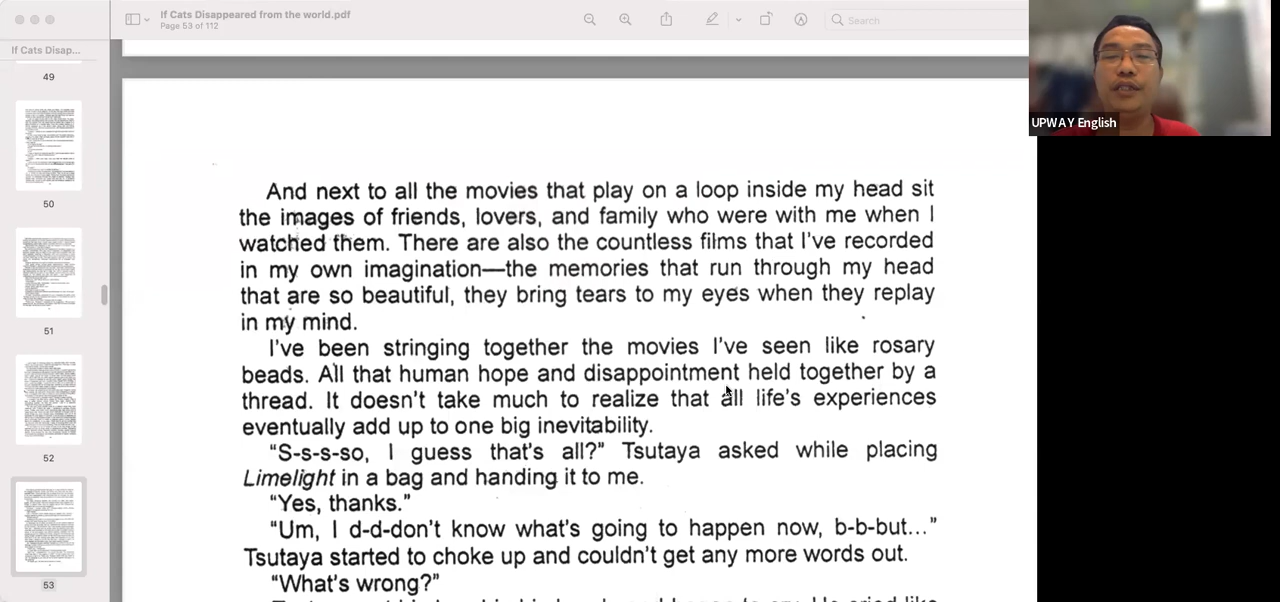 If Cats Disappeared from the world.pdf
Page 53 of 112
Search
If Cats Disap...
49
50
51
52
53
UPWAY English
And next to all the movies that play on a loop inside my head sit
the images of friends, lovers, and family who were with me when I
watched them. There are also the countless films that I've recorded
in my own imagination—the memories that run through my head
that are so beautiful, they bring tears to my eyes when they replay
in my mind.
I've been stringing together the movies I've seen like rosary
beads. All that human hope and disappointment held together by a
thread. It doesn't take much to realize that all life's experiences
eventually add up to one big inevitability.
“S-s-s-so, I guess that's all?” Tsutaya asked while placing
Limelight in a bag and handing it to me.
“Yes, thanks.”
“Um, I d-d-don't know what's going to happen now, b-b-but...”
Tsutaya started to choke up and couldn't get any more words out.
“What's wrong?”